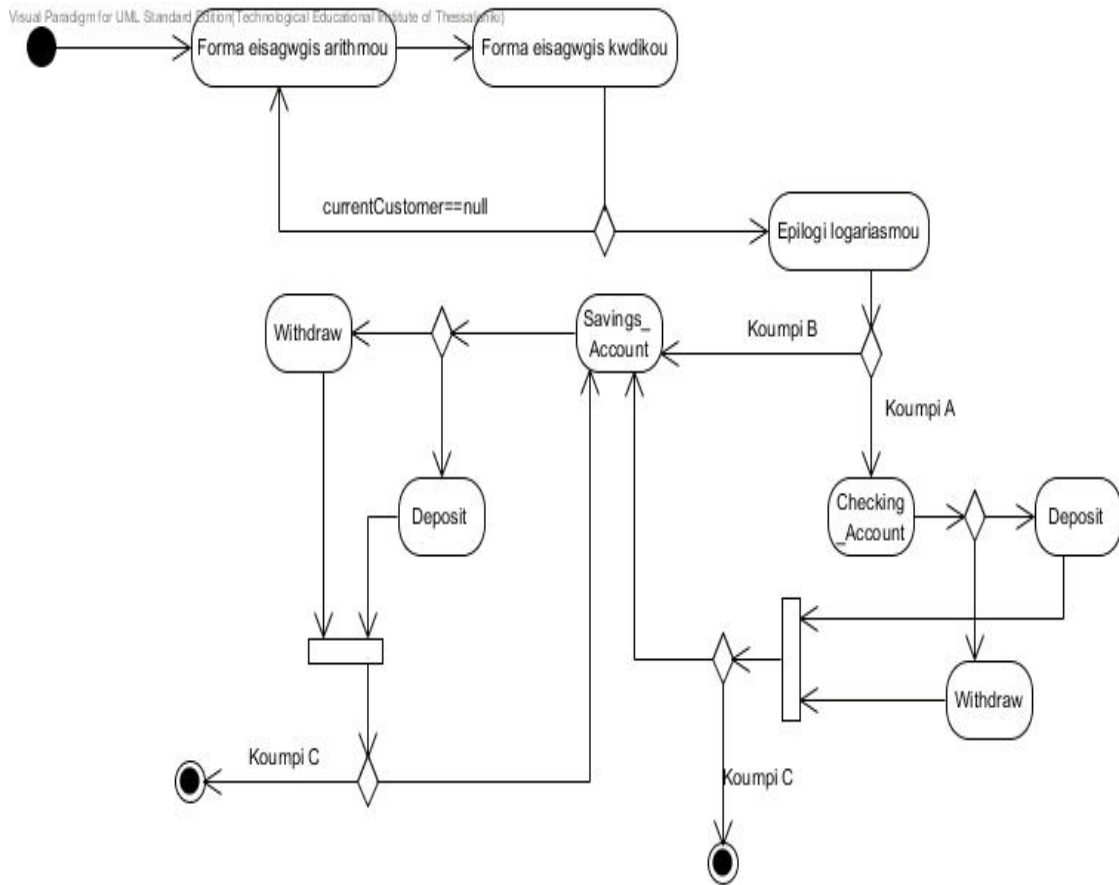 Visual Paradigm for UML Standard Edition(Technological Educational Institute of Thessaloniki)
Forma eisagwgis arithmou
Forma eisagwgis kwdikou
currentCustomer==null
Epilogi logariasmou
Withdraw
Savings_
Account
Koumpi B
Koumpi A
Deposit
Checking
_Account
Deposit
Withdraw
Koumpi C
Koumpi C